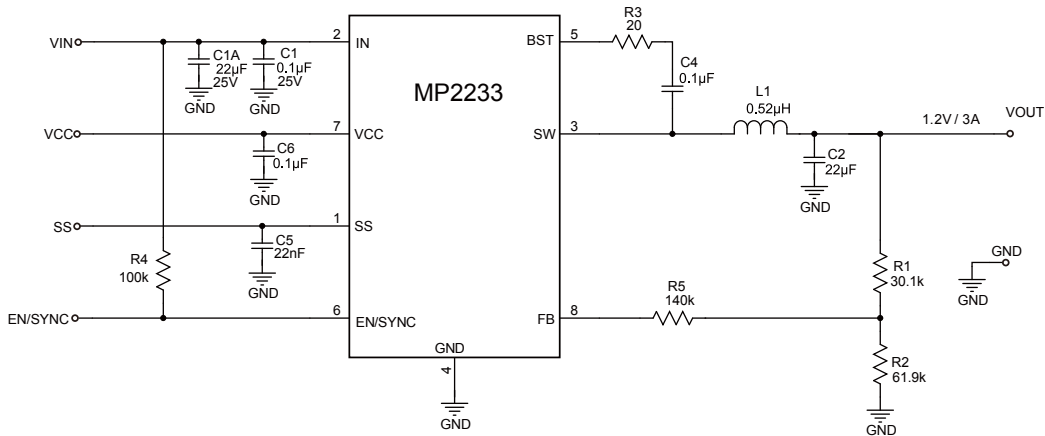 VIN
C1A
22µF
25V
GND
C1
0.1µF
25V
GND
2
IN
MP2233
BST
5
R3
20
C4
0.1µF
VCC
C6
0.1µF
GND
7
VCC
SW
3
L1
0.52µH
1.2V / 3A
VOUT
C2
22µF
GND
SS
C5
22nF
GND
1
SS
R4
100k
EN/SYNC
6
EN/SYNC
GND
4
GND
FB
8
R5
140k
R1
30.1k
GND
GND
R2
61.9k
GND